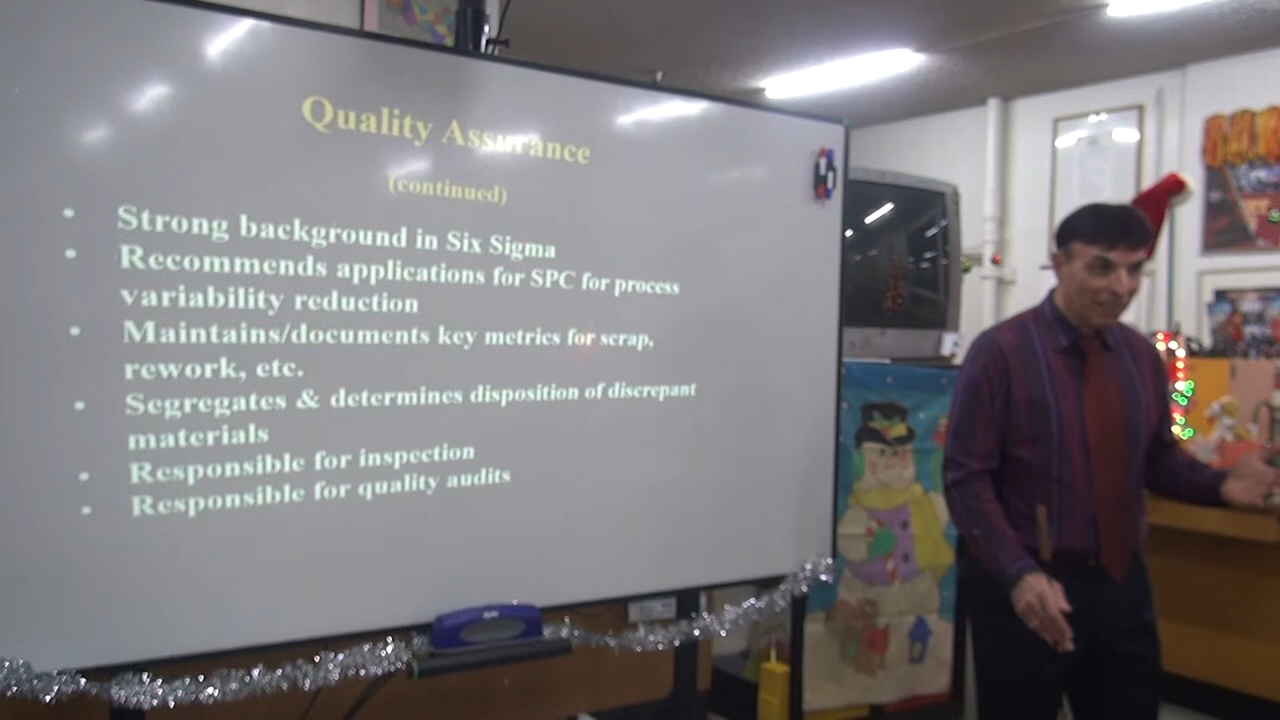 Quality Assurance
(continued)
• Strong background in Six Sigma
• Recommends applications for SPC for process
variability reduction
• Maintains/documents key metrics for scrap,
rework, etc.
• Segregates & determines disposition of discrepant
materials
• Responsible for inspection
• Responsible for quality audits